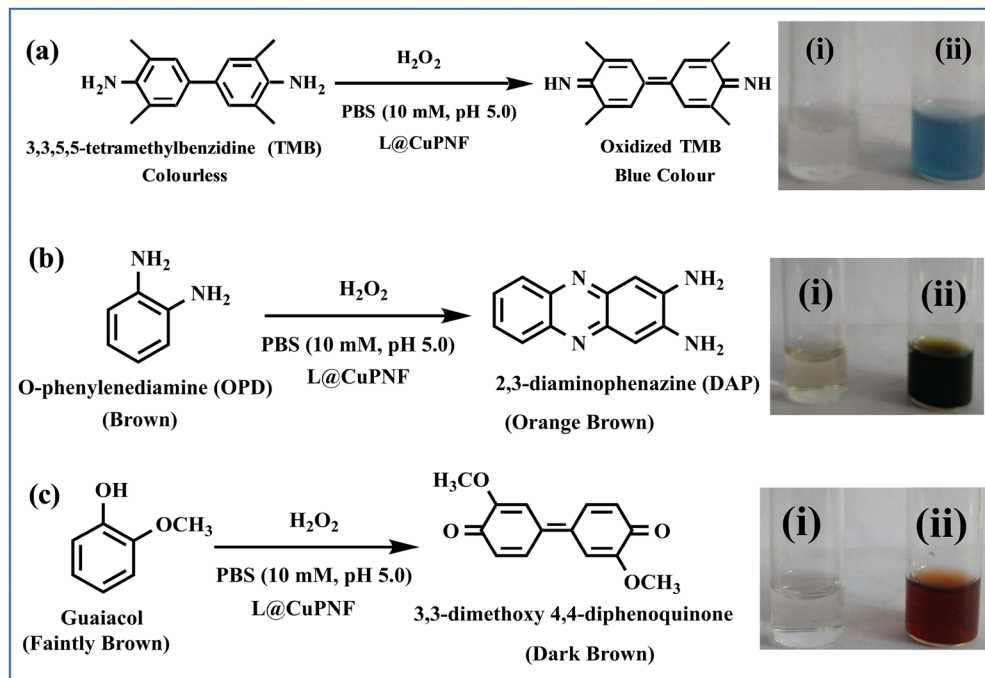 (a)
H₂N
NH₂
H₂O₂
PBS (10 mM, pH 5.0)
L@CuPNF
HN
NH
3,3,5,5-tetramethylbenzidine (TMB)
Colourless
Oxidized TMB
Blue Colour
(i)
(ii)
(b)
NH₂
NH₂
H₂O₂
PBS (10 mM, pH 5.0)
L@CuPNF
N
N
NH₂
NH₂
O-phenylenediamine (OPD)
(Brown)
2,3-diaminophenazine (DAP)
(Orange Brown)
(i)
(ii)
(c)
OH
OCH₃
H₂O₂
PBS (10 mM, pH 5.0)
L@CuPNF
H₃CO
O
O
OCH₃
Guaiacol
(Faintly Brown)
3,3-dimethoxy 4,4-diphenoquinone
(Dark Brown)
(i)
(ii)